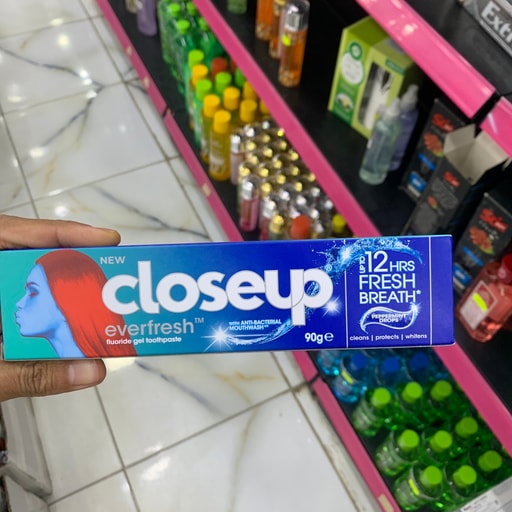 NEW
closeup
everfresh™
fluoride gel toothpaste
WITH ANTI-BACTERIAL
MOUTHWASH
90g e
UP TO 12 HRS
FRESH
BREATH*
PEPPERMINT
DROPS
cleans | protects | whitens
Extr